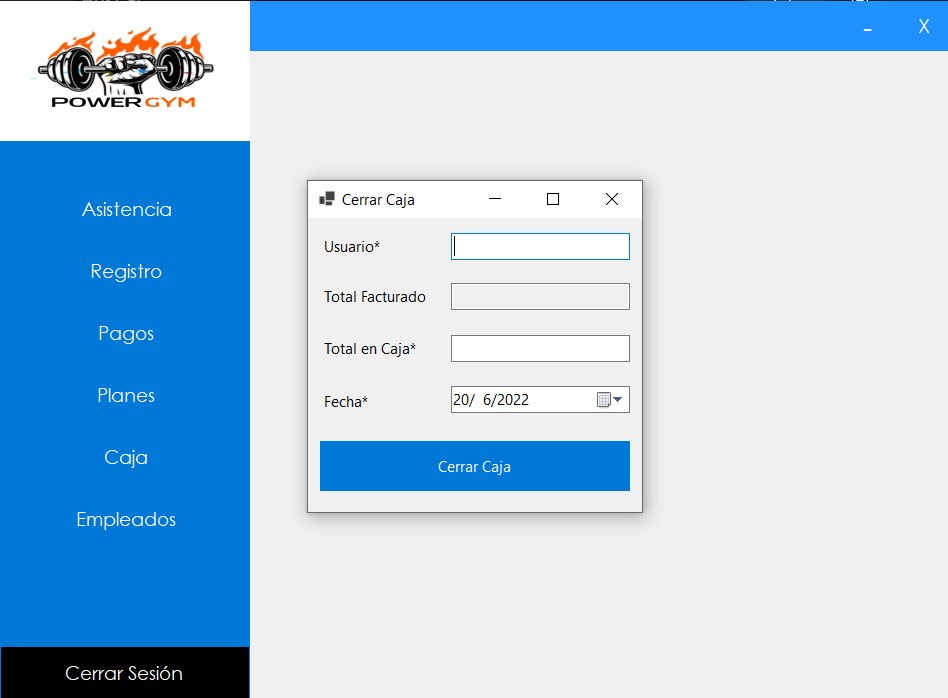 POWERGYM
Asistencia
Registro
Pagos
Planes
Caja
Empleados
Cerrar Sesión
X
Cerrar Caja
Usuario*
Total Facturado
Total en Caja*
Fecha*
20/ 6/2022
Cerrar Caja